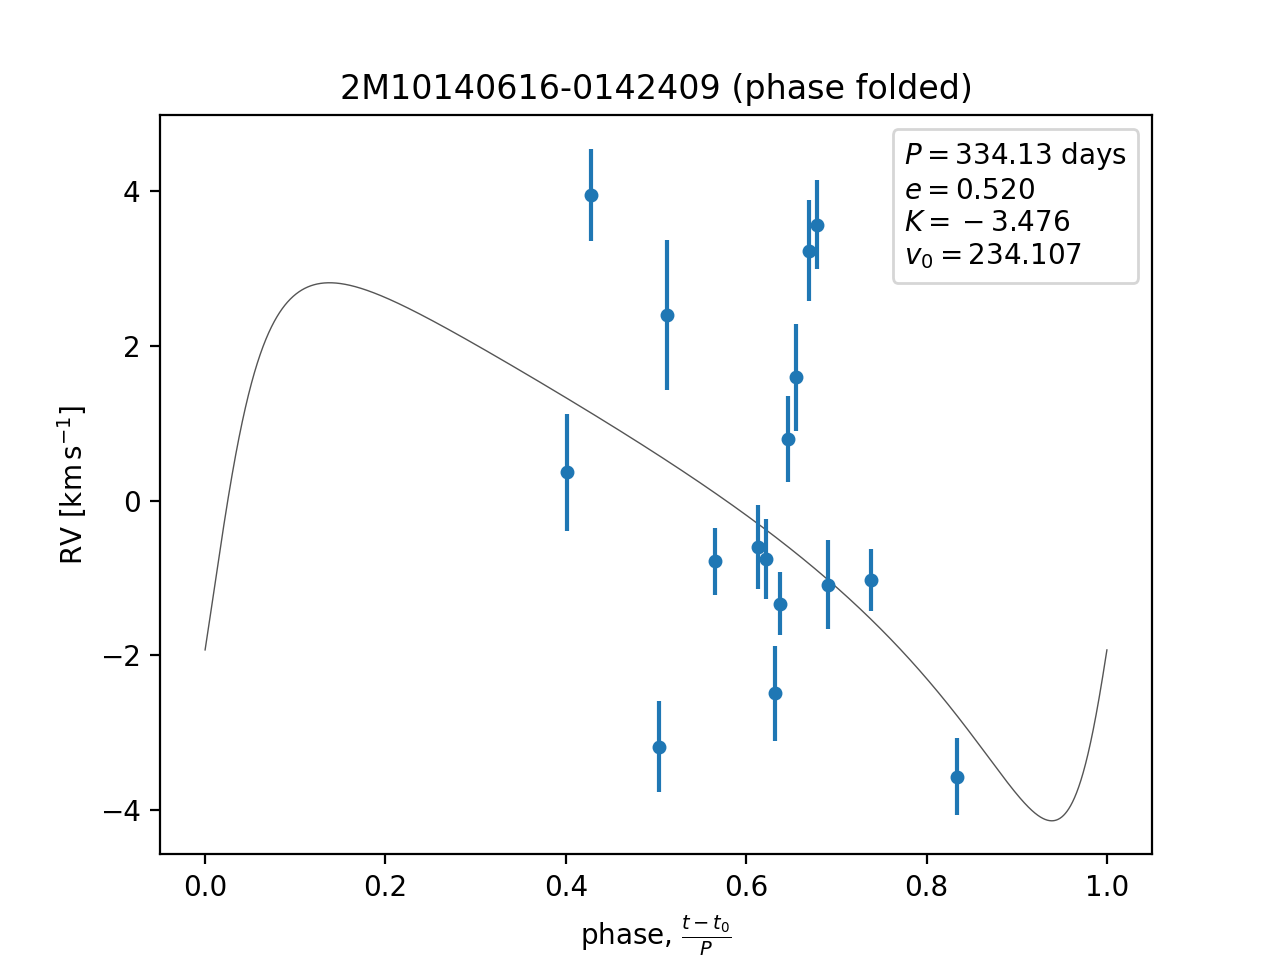 2M10140616-0142409 (phase folded)
P = 334.13 days
e = 0.520
K = −3.476
v₀ = 234.107
RV [km s⁻¹]
4
2
0
−2
−4
0.0 0.2 0.4 0.6 0.8 1.0
phase, (t − t₀)/P